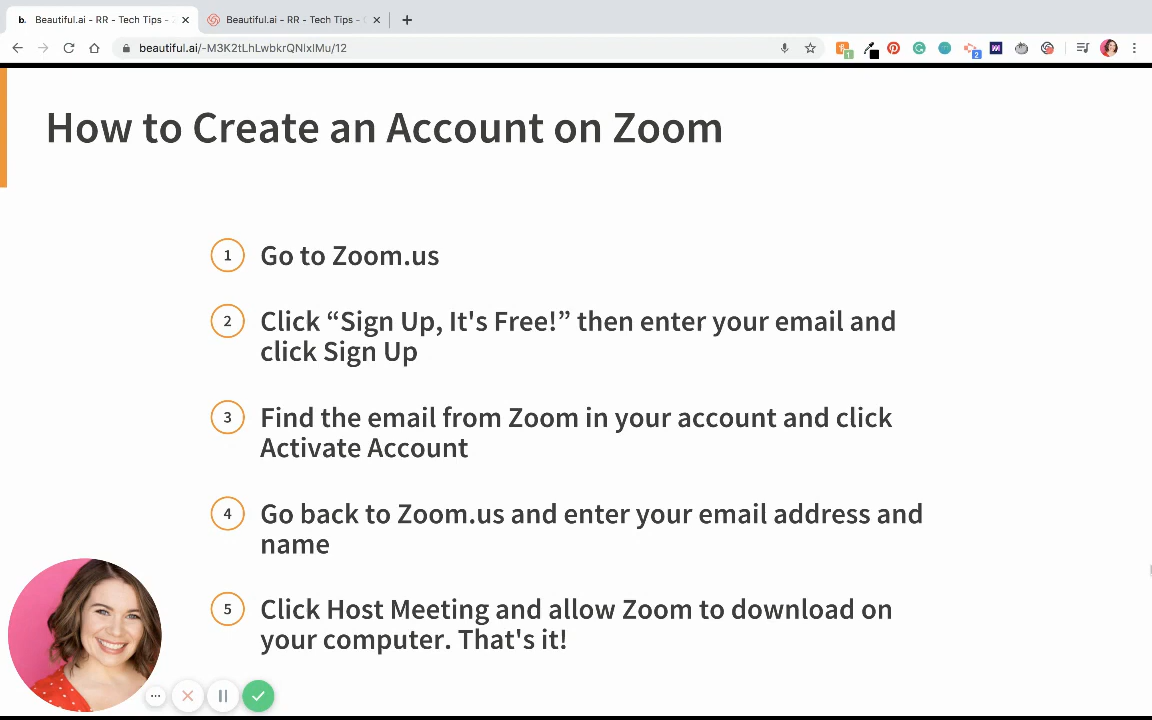 b. Beautiful.ai - RR - Tech Tips -
Beautiful.ai - RR - Tech Tips -
beautiful.ai/-M3K2tLhLwbkrQNlxlMu/12
1
2
How to Create an Account on Zoom
1 Go to Zoom.us
2 Click “Sign Up, It's Free!” then enter your email and
click Sign Up
3 Find the email from Zoom in your account and click
Activate Account
4 Go back to Zoom.us and enter your email address and
name
5 Click Host Meeting and allow Zoom to download on
your computer. That's it!